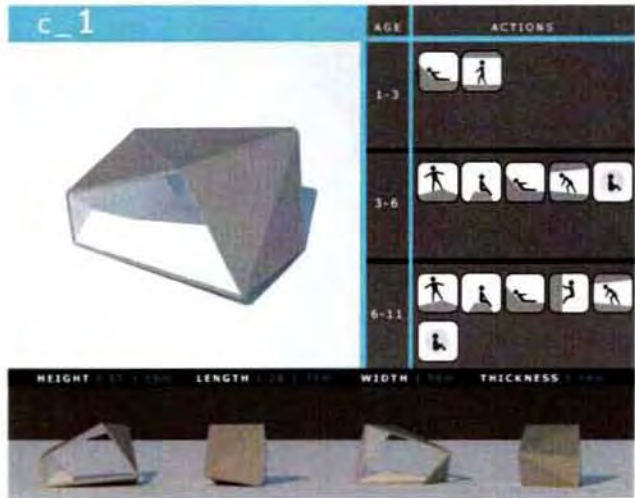 c_1
AGE
ACTIONS
1-3
3-6
6-11
HEIGHT
LENGTH
WIDTH
THICKNESS